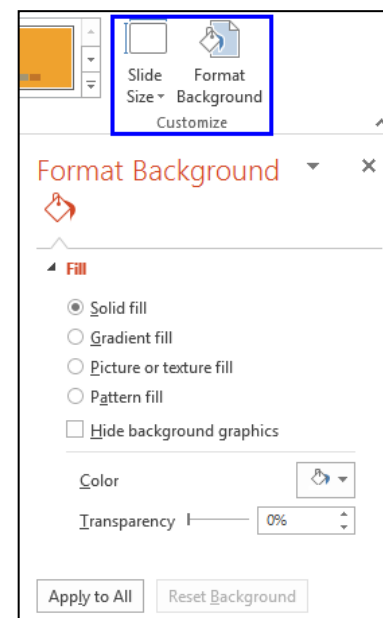 Slide Format
Size Background
Customize
Format Background
Fill
Solid fill
Gradient fill
Picture or texture fill
Pattern fill
Hide background graphics
Color
Transparency 0%
Apply to All Reset Background